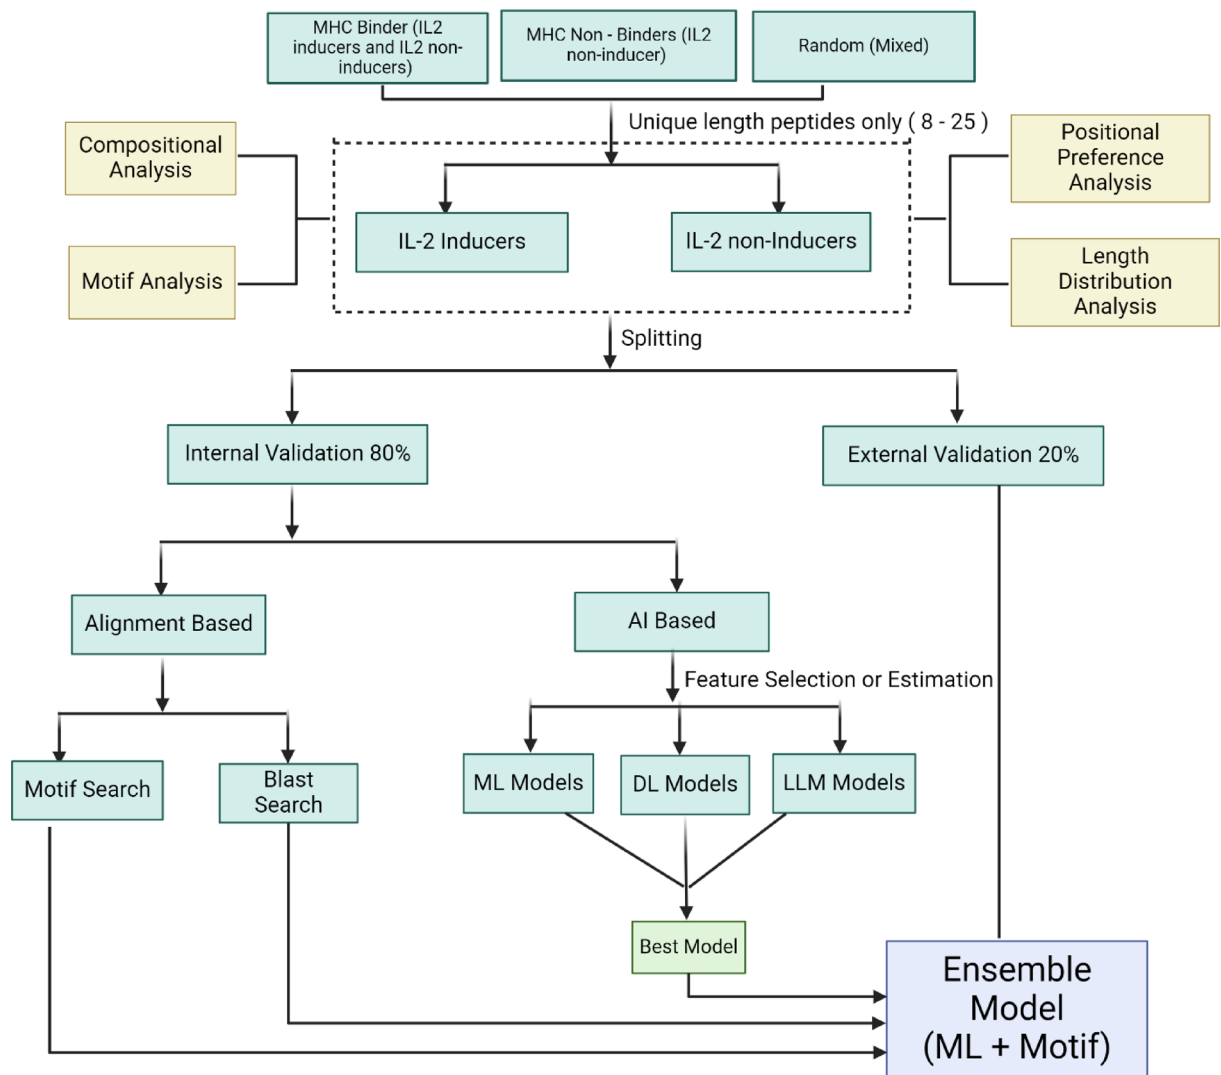 MHC Binder (IL2
inducers and IL2 non-
inducers)
MHC Non - Binders (IL2
non-inducer)
Random (Mixed)
Unique length peptides only ( 8 - 25 )
Compositional
Analysis
Motif Analysis
IL-2 Inducers
IL-2 non-Inducers
Positional
Preference
Analysis
Length
Distribution
Analysis
Splitting
Internal Validation 80%
External Validation 20%
Alignment Based
AI Based
Feature Selection or Estimation
Motif Search
Blast
Search
ML Models
DL Models
LLM Models
Best Model
Ensemble
Model
(ML + Motif)